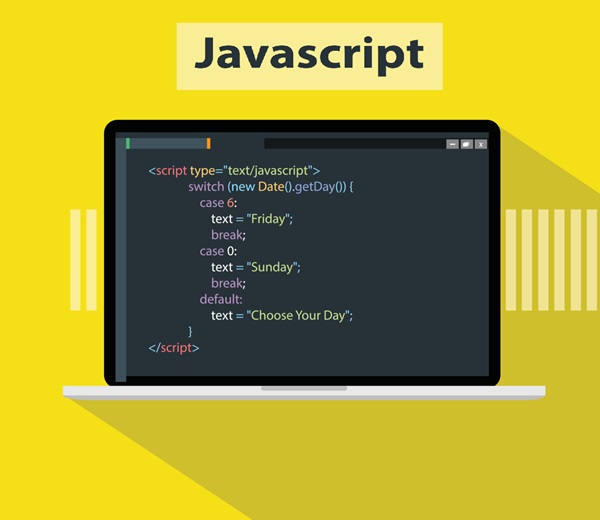 Javascript
x
<script type="text/javascript">
switch (new Date().getDay()) {
case 6:
text = "Friday";
break;
case 0:
text = "Sunday";
break;
default:
text = "Choose Your Day";
}
</script>